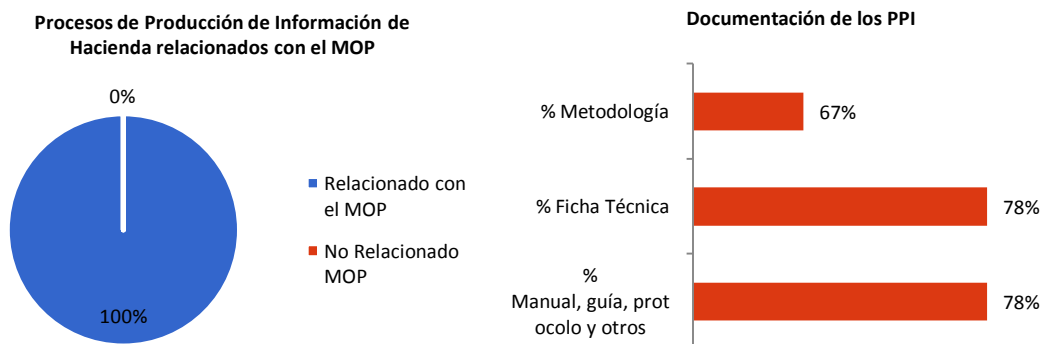 Procesos de Producción de Información de
Hacienda relacionados con el MOP
0%
100%
Relacionado con
el MOP
No Relacionado
MOP
Documentación de los PPI
% Metodología
67%
% Ficha Técnica
78%
%
Manual, guía, prot
ocolo y otros
78%